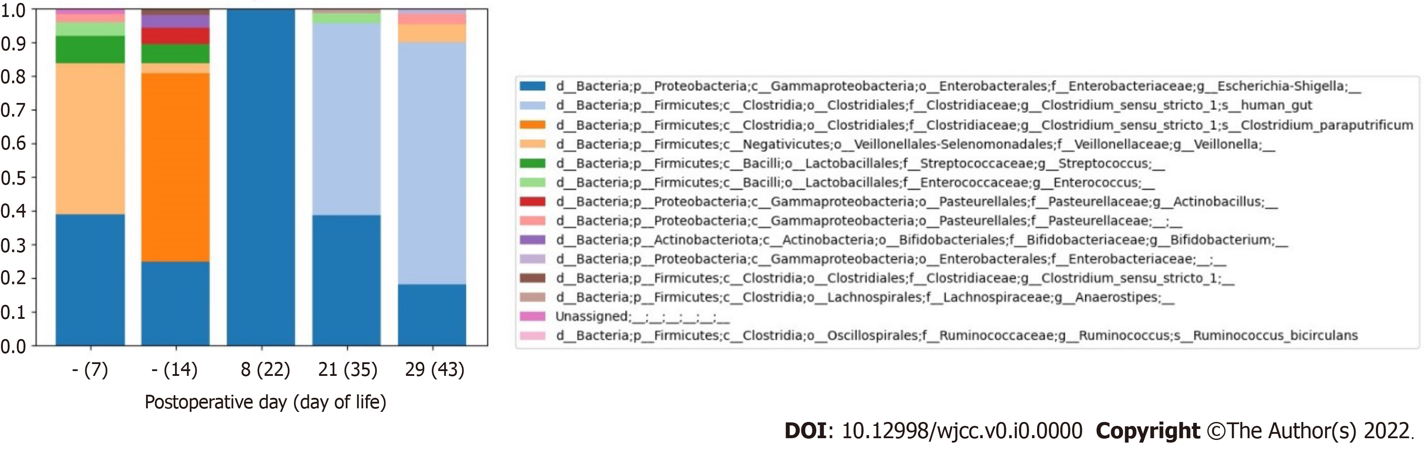 1.0
0.9
0.8
0.7
0.6
0.5
0.4
0.3
0.2
0.1
0.0
- (7) - (14) 8 (22) 21 (35) 29 (43)
Postoperative day (day of life)
d__Bacteria;p__Proteobacteria;c__Gammaproteobacteria;o__Enterobacterales;f__Enterobacteriaceae;g__Escherichia-Shigella;__
d__Bacteria;p__Firmicutes;c__Clostridia;o__Clostridiales;f__Clostridiaceae;g__Clostridium_sensu_stricto_1;s__human_gut
d__Bacteria;p__Firmicutes;c__Clostridia;o__Clostridiales;f__Clostridiaceae;g__Clostridium_sensu_stricto_1;s__Clostridium_paraputrificum
d__Bacteria;p__Firmicutes;c__Negativicutes;o__Veillonellales-Selenomonadales;f__Veillonellaceae;g__Veillonella;__
d__Bacteria;p__Firmicutes;c__Bacilli;o__Lactobacillales;f__Streptococcaceae;g__Streptococcus;__
d__Bacteria;p__Firmicutes;c__Bacilli;o__Lactobacillales;f__Enterococcaceae;g__Enterococcus;__
d__Bacteria;p__Proteobacteria;c__Gammaproteobacteria;o__Pasteurellales;f__Pasteurellaceae;g__Actinobacillus;__
d__Bacteria;p__Proteobacteria;c__Gammaproteobacteria;o__Pasteurellales;f__Pasteurellaceae;__;__
d__Bacteria;p__Actinobacteriota;c__Actinobacteria;o__Bifidobacteriales;f__Bifidobacteriaceae;g__Bifidobacterium;__
d__Bacteria;p__Proteobacteria;c__Gammaproteobacteria;o__Enterobacterales;f__Enterobacteriaceae;__;__
d__Bacteria;p__Firmicutes;c__Clostridia;o__Clostridiales;f__Clostridiaceae;g__Clostridium_sensu_stricto_1;__
d__Bacteria;p__Firmicutes;c__Clostridia;o__Lachnospirales;f__Lachnospiraceae;g__Anaerostipes;__
Unassigned;__;__;__;__;__;__
d__Bacteria;p__Firmicutes;c__Clostridia;o__Oscillospirales;f__Ruminococcaceae;g__Ruminococcus;s__Ruminococcus_bicirculans
DOI: 10.12998/wjcc.v0.i0.0000 Copyright ©The Author(s) 2022.